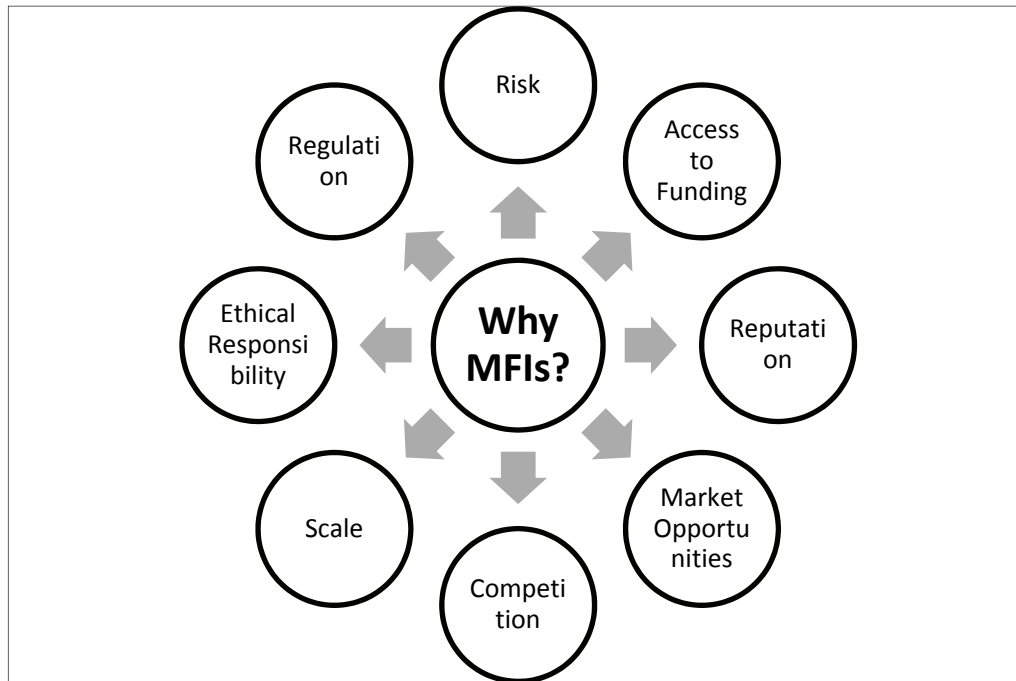 Risk
Access
to
Funding
Reputati
on
Market
Opportu
nities
Competi
tion
Scale
Ethical
Responsi
bility
Regulati
on
Why
MFIs?